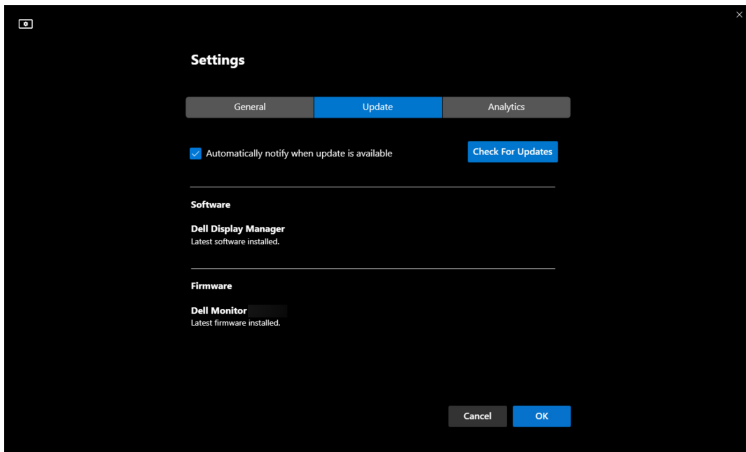 Settings
General
Update
Analytics
Automatically notify when update is available
Check For Updates
Software
Dell Display Manager
Latest software installed.
Firmware
Dell Monitor
Latest firmware installed.
Cancel
OK